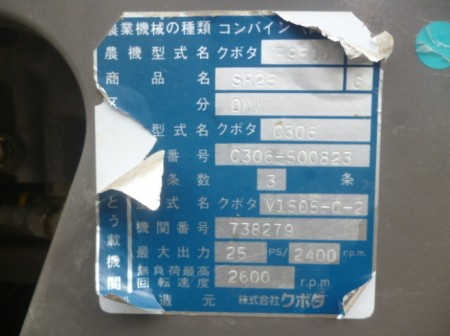 農業機械の種類 コンバイン
農機型式名 クボタ
商品名 SR25 G
区分 DMW
型式名 クボタ C306
番号 C306-500823
条数 3 条
式名 クボタ V1505-C-2
機関番号 738279
最大出力 25 PS/ 2400 r.p.m
無負荷最高回転速度 2600 r.p.m
造元 株式会社クボタ
とう載機関